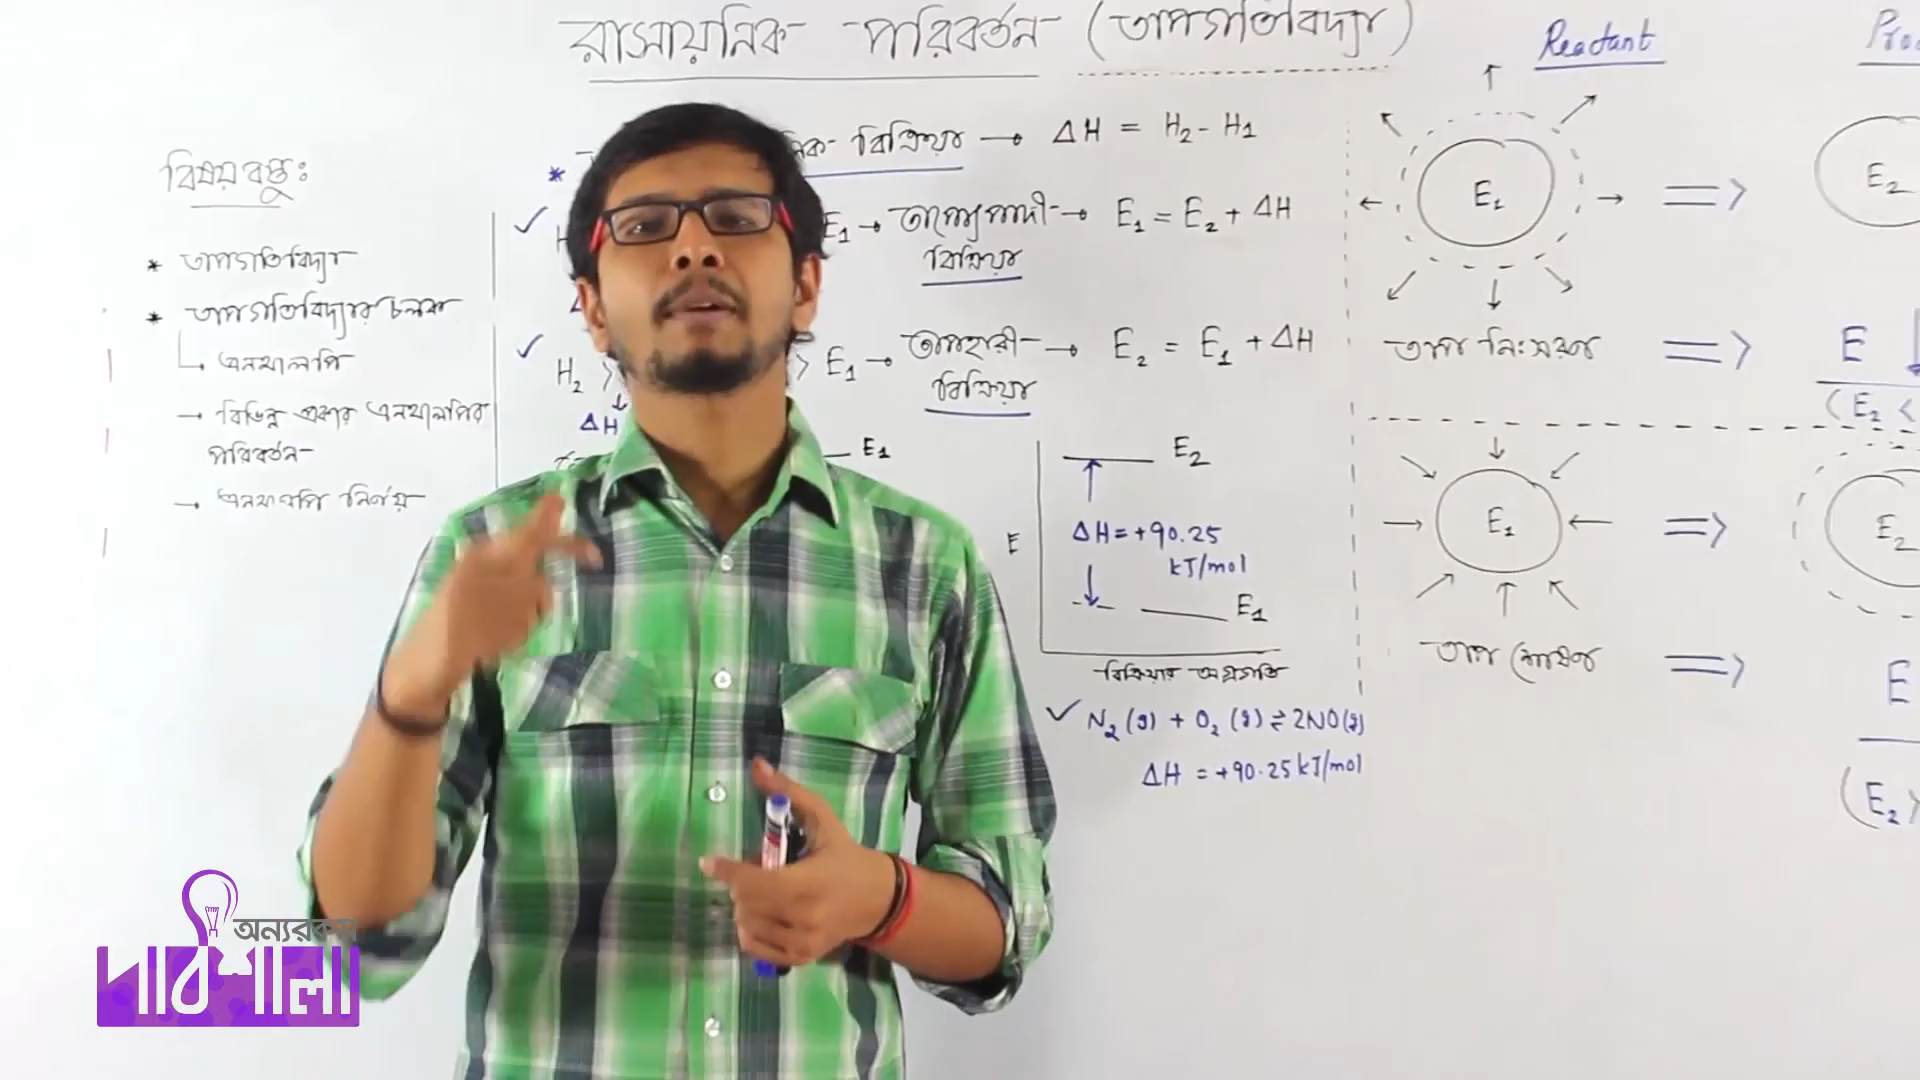 রাসায়নিক পরিবর্তন (তাপগতিবিদ্যা)
বিষয়বস্তু:
* তাপগতিবিদ্যা
* তাপগতিবিদ্যার চলক
এনথালপি
→ বিভিন্ন প্রকার এনথালপির
পরিবর্তন
→ এনথালপি নির্ণয়
* বিক্রিয়ার → ΔH = H₂ - H₁
✓ H E₁ → তাপোৎপাদী → E₁ = E₂ + ΔH
বিক্রিয়া
✓ H₂ > > E₁ → তাপহারী → E₂ = E₁ + ΔH
বিক্রিয়া
ΔH
E₁
E
E₂
ΔH = +90.25
kJ/mol
E₁
বিক্রিয়ার অগ্রগতি
✓ N₂ (g) + O₂ (g) ⇌ 2NO(g)
ΔH = +90.25 kJ/mol
Reactant
E₁ ⇒ E₂
তাপ নিঃসরণ ⇒ E ↓
(E₂ <
E₁ ⇒ E₂
তাপ শোষণ ⇒ E
(E₂ >
অন্যরকম
পাঠশালা